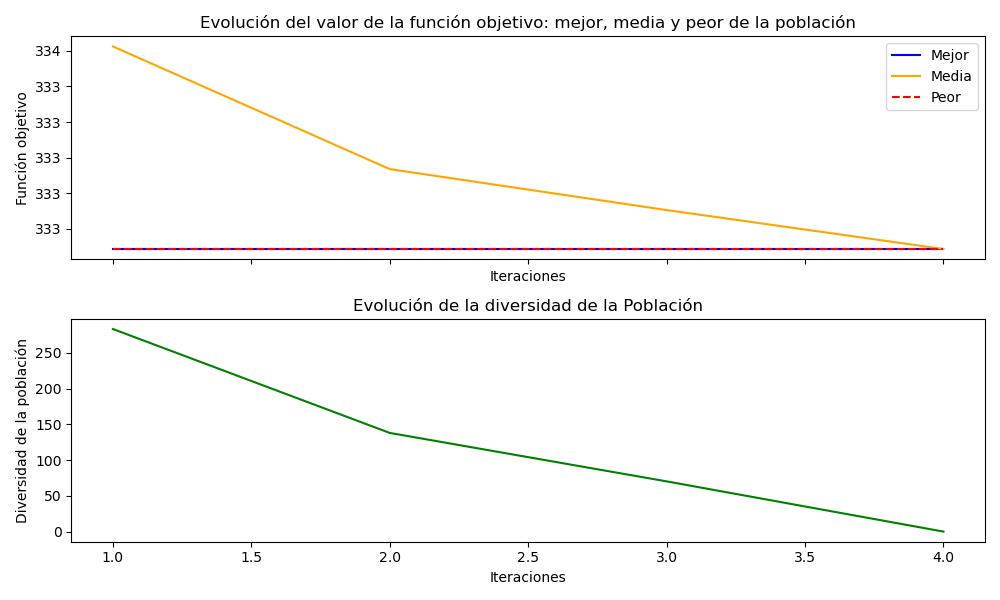 Evolución del valor de la función objetivo: mejor, media y peor de la población
334
333
333
333
333
333
Función objetivo
Mejor
Media
Peor
Iteraciones
Evolución de la diversidad de la Población
250
200
150
100
50
0
Diversidad de la población
1.0 1.5 2.0 2.5 3.0 3.5 4.0
Iteraciones